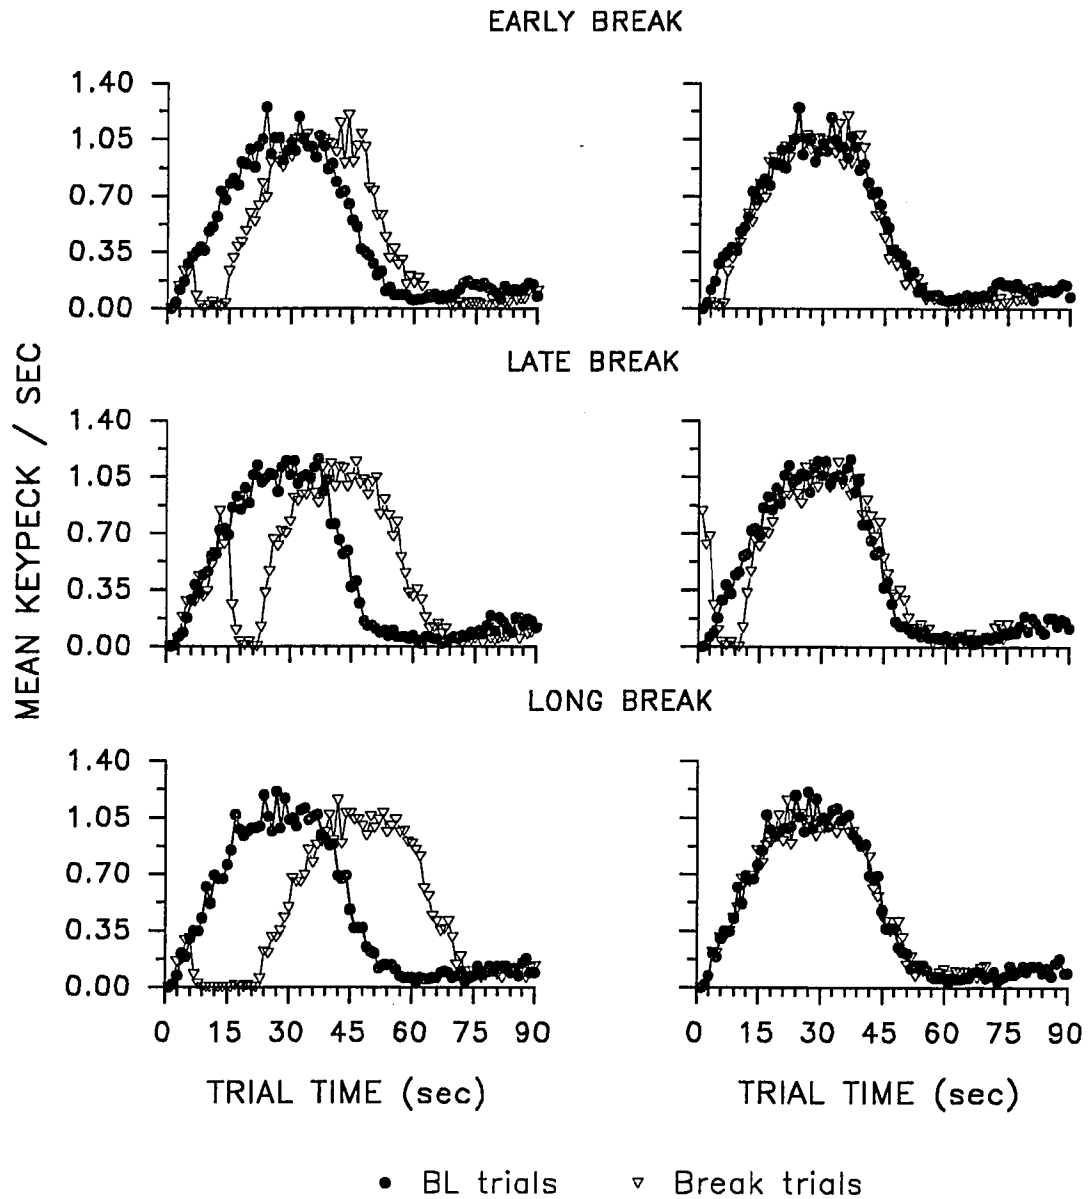 EARLY BREAK
1.40
1.05
0.70
0.35
0.00
LATE BREAK
1.40
1.05
0.70
0.35
0.00
MEAN KEYPECK / SEC
LONG BREAK
1.40
1.05
0.70
0.35
0.00
0 15 30 45 60 75 90 0 15 30 45 60 75 90
TRIAL TIME (sec) TRIAL TIME (sec)
BL trials Break trials